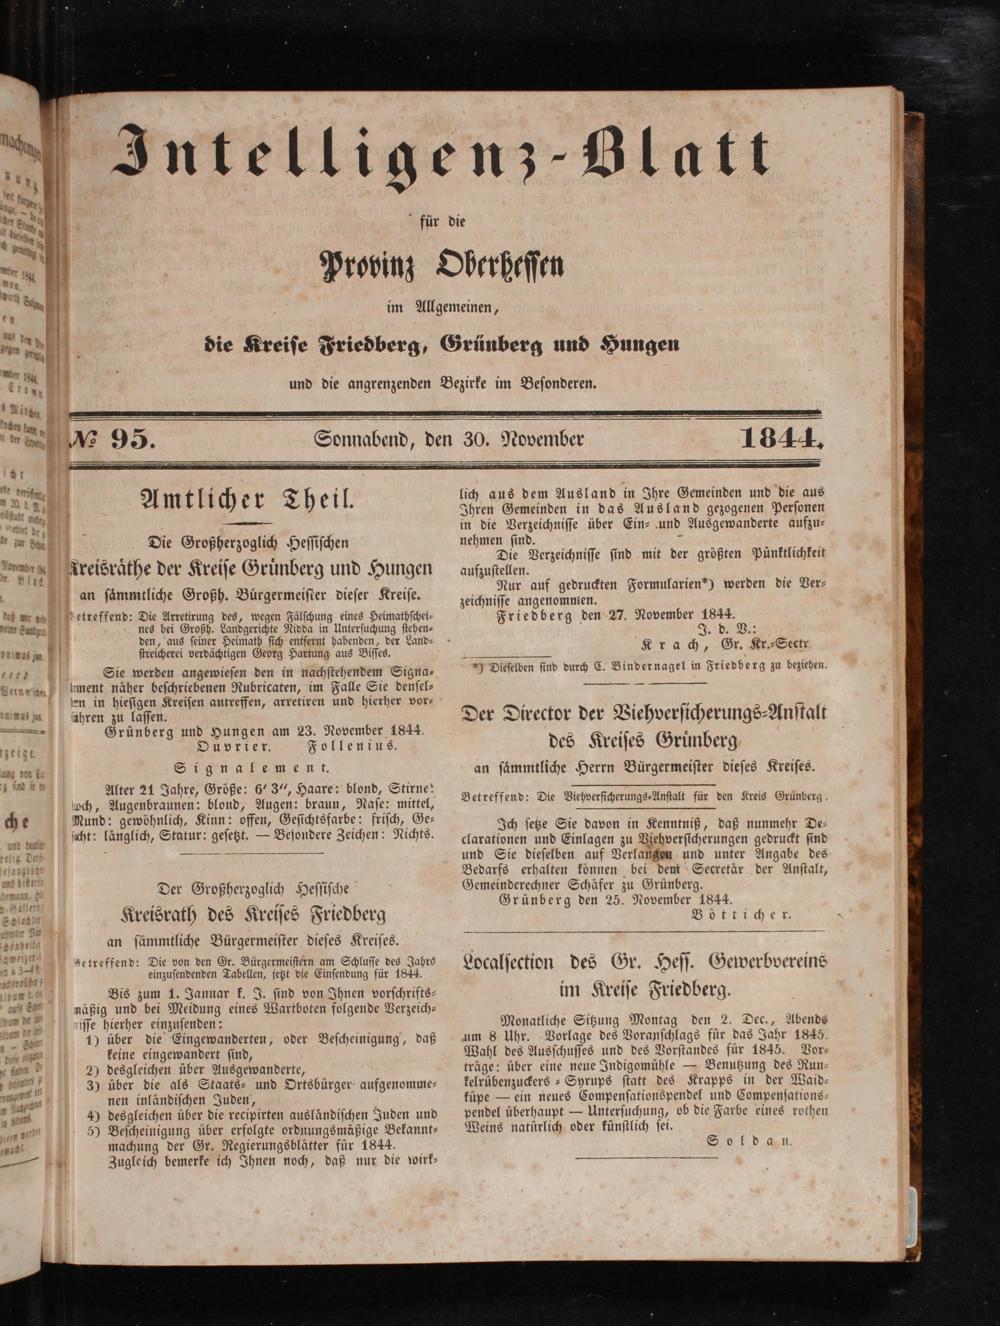 Intelligenz-Blatt
für die
Provinz Oberhessen
im Allgemeinen,
die Kreise Friedberg, Grünberg und Hungen
und die angrenzenden Bezirke im Besonderen.
№ 95. Sonnabend, den 30. November 1844.
Amtlicher Theil.
Die Großherzoglich Hessischen
Kreisräthe der Kreise Grünberg und Hungen
an sämmtliche Großh. Bürgermeister dieser Kreise.
Betreffend: Die Arretirung des, wegen Fälschung eines Heimathschei-
nes bei Großh. Landgerichte Nidda in Untersuchung stehen-
den, aus seiner Heimath sich entfernt habenden, der Land-
streicherei verdächtigen Georg Hartung aus Bisses.
Sie werden angewiesen den in nachstehendem Signa-
lement näher beschriebenen Rubricaten, im Falle Sie densel-
ben in hiesigen Kreisen antreffen, arretiren und hierher vor-
führen zu lassen.
Grünberg und Hungen am 23. November 1844.
Ouvrier. Follenius.
Signalement.
Alter 21 Jahre, Größe: 6' 3", Haare: blond, Stirne:
hoch, Augenbraunen: blond, Augen: braun, Nase: mittel,
Mund: gewöhnlich, Kinn: offen, Gesichtsfarbe: frisch, Ge-
sicht: länglich, Statur: gesetzt. — Besondere Zeichen: Nichts.
Der Großherzoglich Hessische
Kreisrath des Kreises Friedberg
an sämmtliche Bürgermeister dieses Kreises.
Betreffend: Die von den Gr. Bürgermeistern am Schlusse des Jahrs
einzusendenden Tabellen, jetzt die Einsendung für 1844.
Bis zum 1. Januar k. J. sind von Ihnen vorschrifts-
mäßig und bei Meidung eines Wartboten folgende Verzeich-
nisse hierher einzusenden:
1) über die Eingewanderten, oder Bescheinigung, daß
keine eingewandert sind,
2) desgleichen über Ausgewanderte,
3) über die als Staats- und Ortsbürger aufgenomme-
nen inländischen Juden,
4) desgleichen über die recipirten ausländischen Juden und
5) Bescheinigung über erfolgte ordnungsmäßige Bekannt-
machung der Gr. Regierungsblätter für 1844.
Zugleich bemerke ich Ihnen noch, daß nur die wirk-
lich aus dem Ausland in Ihre Gemeinden und die aus
Ihren Gemeinden in das Ausland gezogenen Personen
in die Verzeichnisse über Ein- und Ausgewanderte aufzu-
nehmen sind.
Die Verzeichnisse sind mit der größten Pünktlichkeit
aufzustellen.
Nur auf gedruckten Formularien*) werden die Ver-
zeichnisse angenommen.
Friedberg den 27. November 1844.
J. d. V.:
Krach, Gr. Kr.-Sectr
*) Dieselben sind durch C. Bindernagel in Friedberg zu beziehen.
Der Director der Viehversicherungs-Anstalt
des Kreises Grünberg
an sämmtliche Herrn Bürgermeister dieses Kreises.
Betreffend: Die Viehversicherungs-Anstalt für den Kreis Grünberg.
Ich setze Sie davon in Kenntniß, daß nunmehr De-
clarationen und Einlagen zu Viehversicherungen gedruckt sind
und Sie dieselben auf Verlangen und unter Angabe des
Bedarfs erhalten können bei dem Secretär der Anstalt,
Gemeinderechner Schäfer zu Grünberg.
Grünberg den 25. November 1844.
Bötticher.
Localsection des Gr. Hess. Gewerbvereins
im Kreise Friedberg.
Monatliche Sitzung Montag den 2. Dec., Abends
um 8 Uhr. Vorlage des Voranschlags für das Jahr 1845.
Wahl des Ausschusses und des Vorstandes für 1845. Vor-
träge: über eine neue Indigomühle — Benutzung des Run-
kelrübenzuckers-Syrups statt des Krapps in der Waid-
küpe — ein neues Compensationspendel und Compensations-
pendel überhaupt — Untersuchung, ob die Farbe eines rothen
Weins natürlich oder künstlich sei.
Soldan.